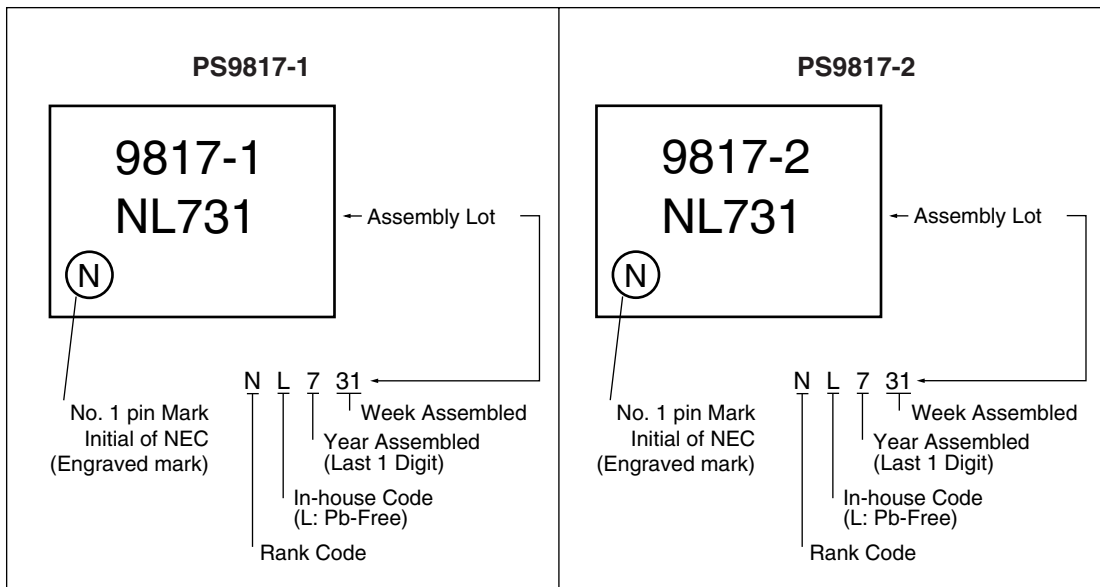 PS9817-1
9817-1
NL731
N
Assembly Lot
N L 7 31
No. 1 pin Mark
Initial of NEC
(Engraved mark)
Week Assembled
Year Assembled
(Last 1 Digit)
In-house Code
(L: Pb-Free)
Rank Code
PS9817-2
9817-2
NL731
N
Assembly Lot
N L 7 31
No. 1 pin Mark
Initial of NEC
(Engraved mark)
Week Assembled
Year Assembled
(Last 1 Digit)
In-house Code
(L: Pb-Free)
Rank Code